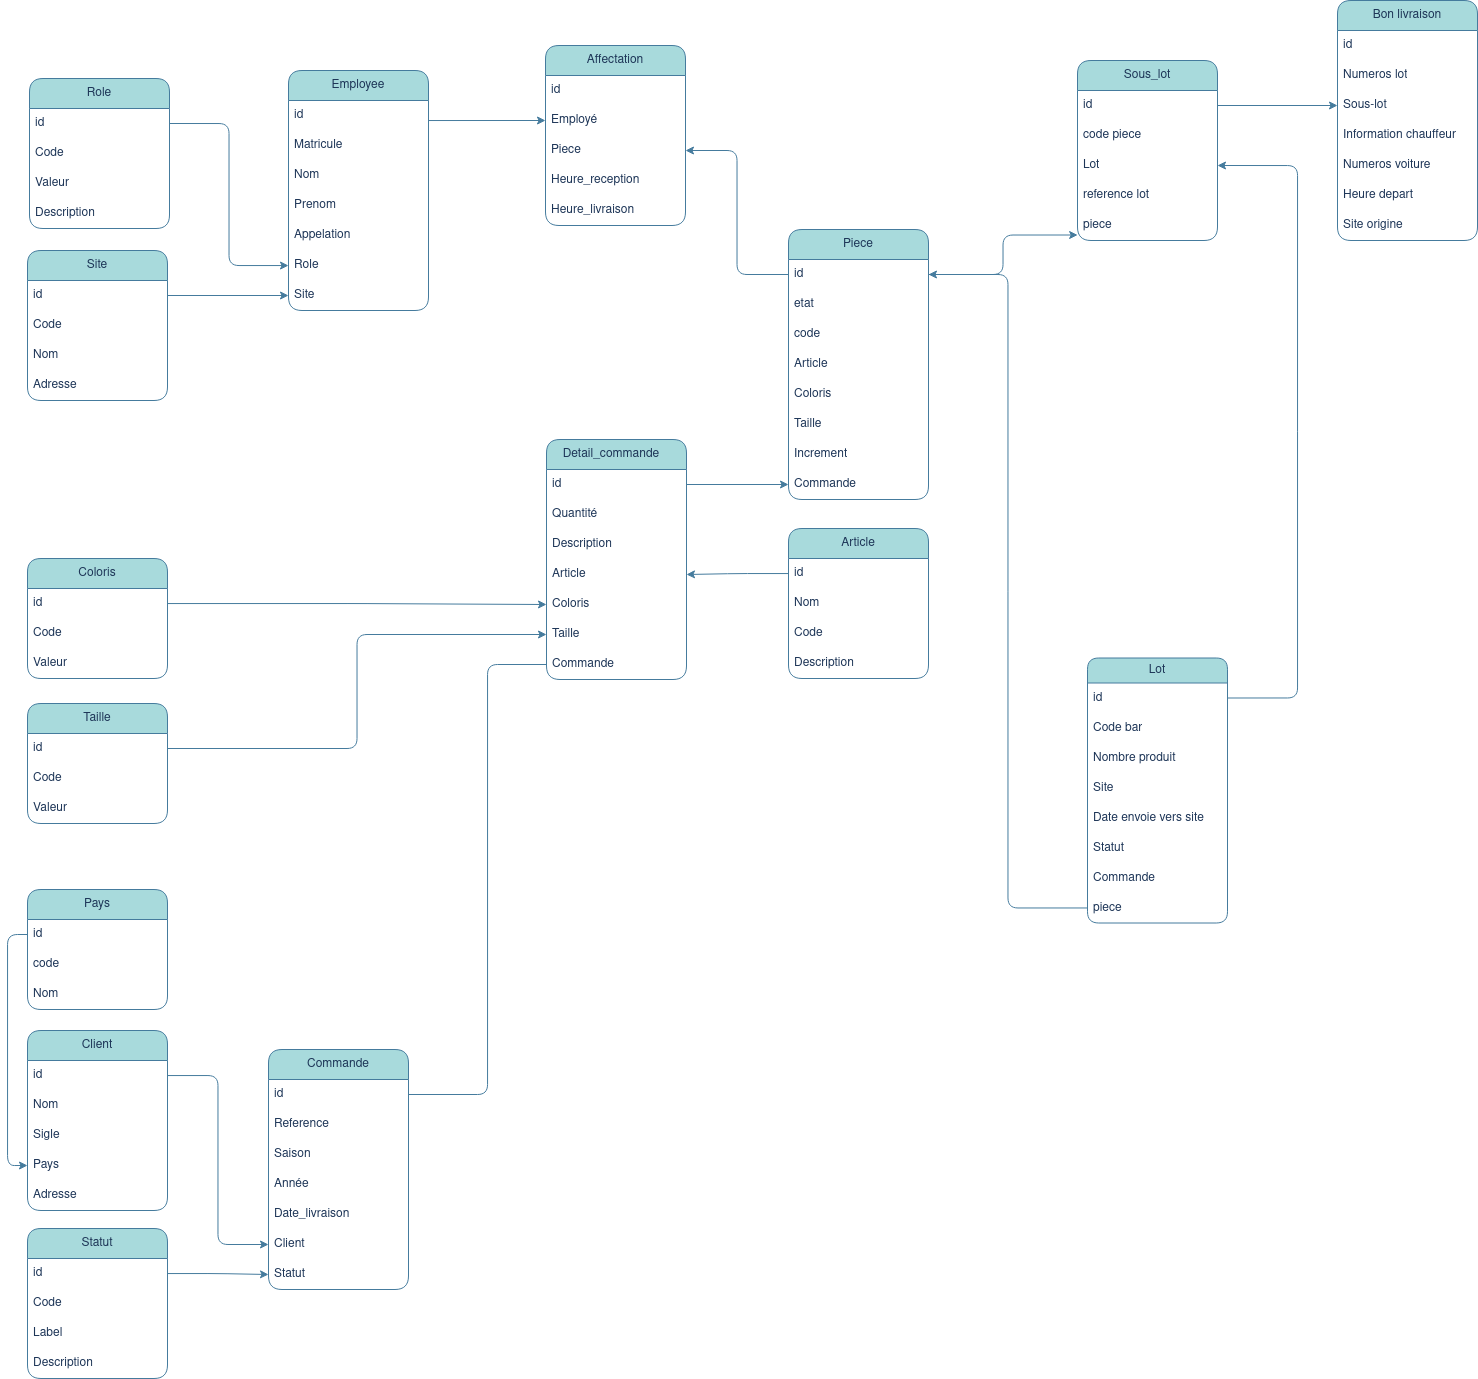 Role
id
Code
Valeur
Description
Site
id
Code
Nom
Adresse
Employee
id
Matricule
Nom
Prenom
Appelation
Role
Site
Affectation
id
Employé
Piece
Heure_reception
Heure_livraison
Piece
id
etat
code
Article
Coloris
Taille
Increment
Commande
Sous_lot
id
code piece
Lot
reference lot
piece
Bon livraison
id
Numeros lot
Sous-lot
Information chauffeur
Numeros voiture
Heure depart
Site origine
Detail_commande
id
Quantité
Description
Article
Coloris
Taille
Commande
Article
id
Nom
Code
Description
Coloris
id
Code
Valeur
Taille
id
Code
Valeur
Lot
id
Code bar
Nombre produit
Site
Date envoie vers site
Statut
Commande
piece
Pays
id
code
Nom
Client
id
Nom
Sigle
Pays
Adresse
Commande
id
Reference
Saison
Année
Date_livraison
Client
Statut
Statut
id
Code
Label
Description